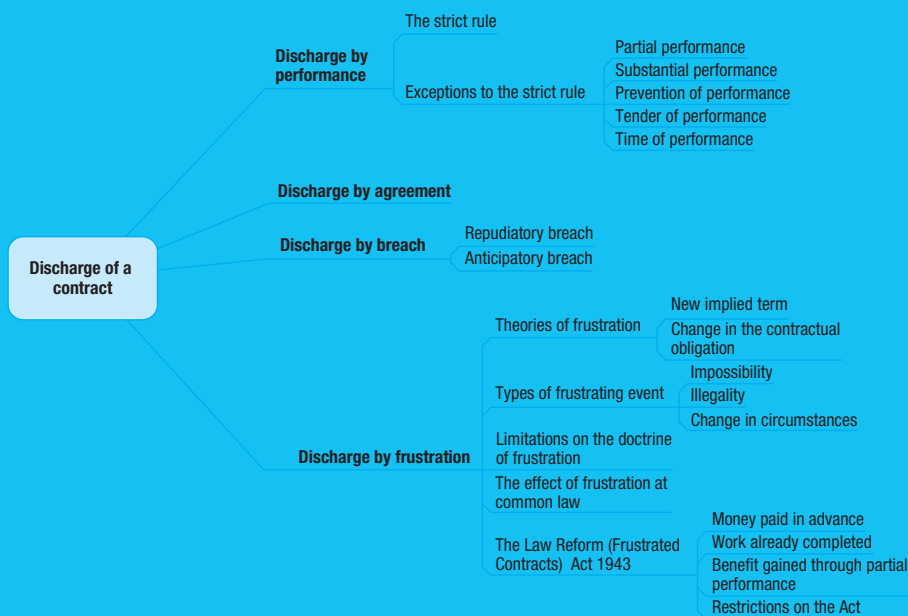 Discharge of a
contract
Discharge by
performance
The strict rule
Exceptions to the strict rule
Partial performance
Substantial performance
Prevention of performance
Tender of performance
Time of performance
Discharge by agreement
Discharge by breach
Repudiatory breach
Anticipatory breach
Discharge by frustration
Theories of frustration
New implied term
Change in the contractual
obligation
Types of frustrating event
Impossibility
Illegality
Change in circumstances
Limitations on the doctrine
of frustration
The effect of frustration at
common law
The Law Reform (Frustrated
Contracts) Act 1943
Money paid in advance
Work already completed
Benefit gained through partial
performance
Restrictions on the Act